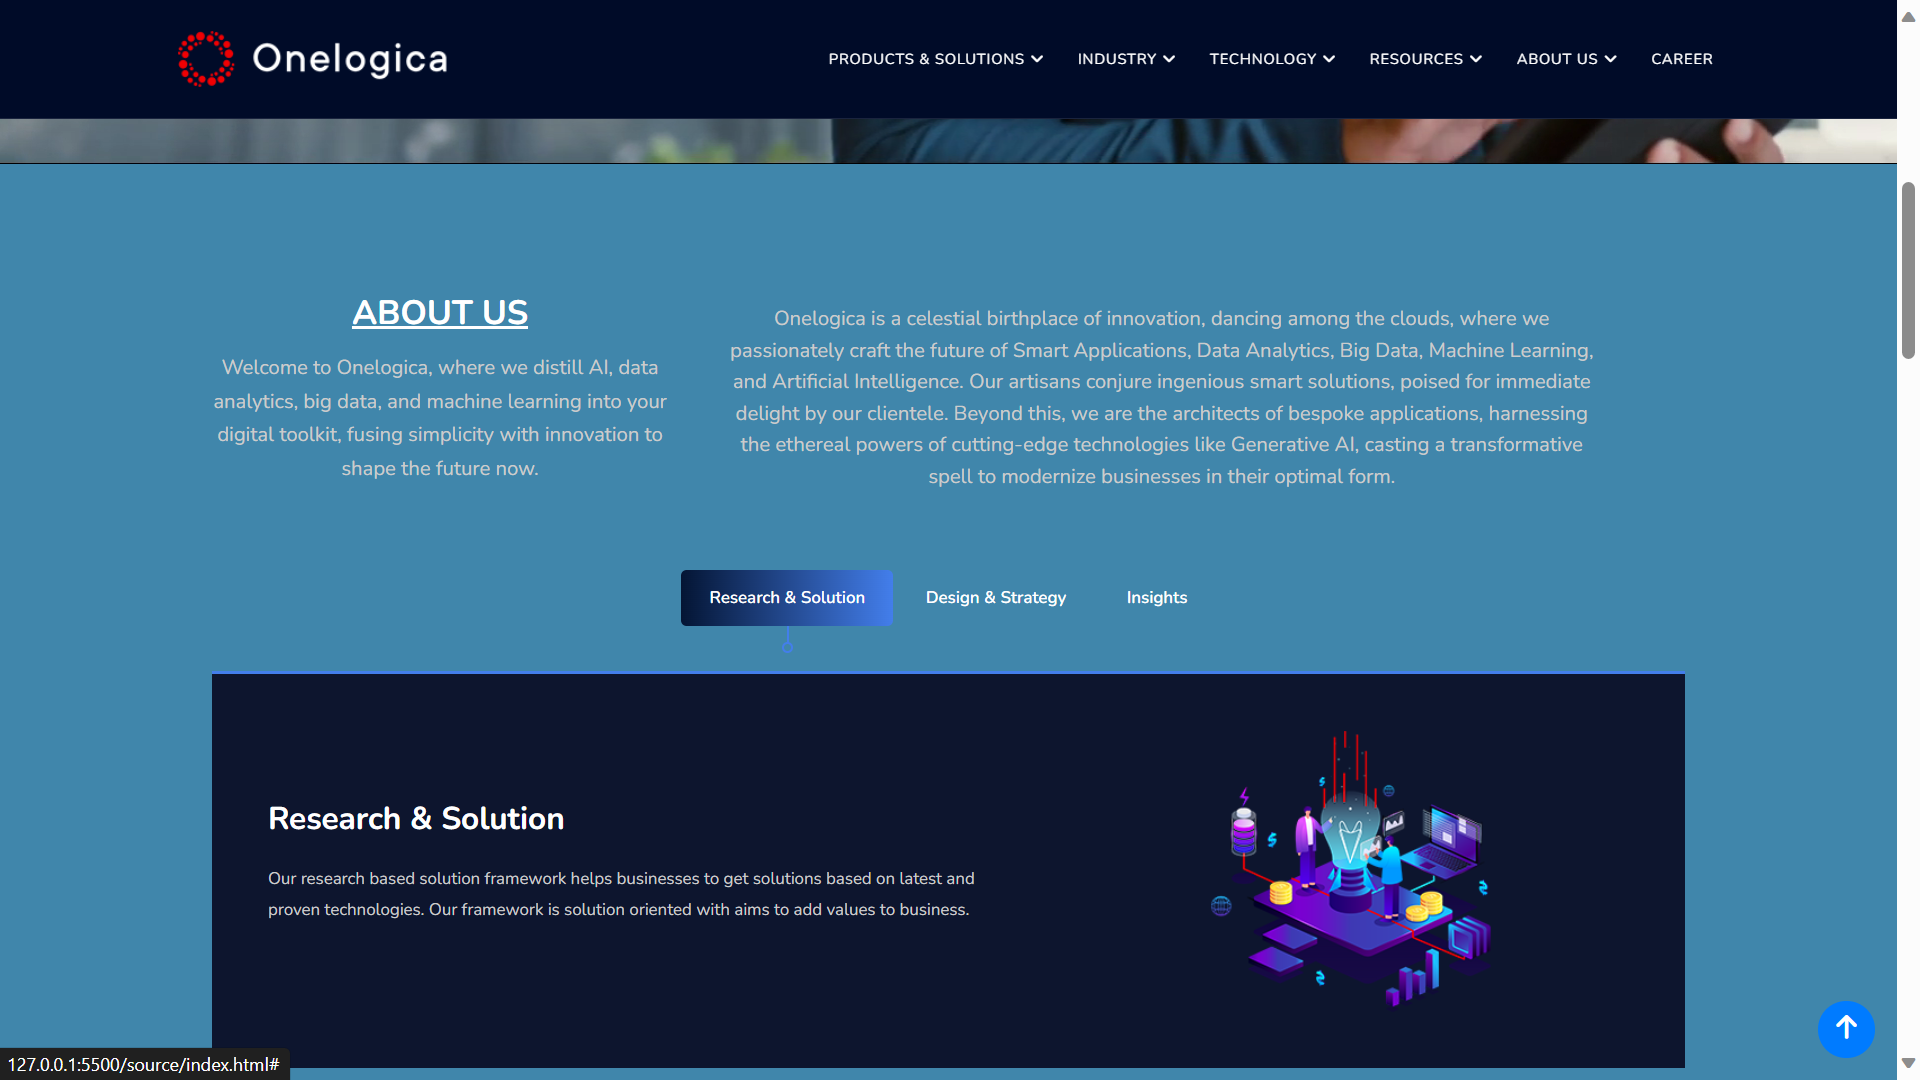 Onelogica
PRODUCTS & SOLUTIONS
INDUSTRY
TECHNOLOGY
RESOURCES
ABOUT US
CAREER
ABOUT US
Welcome to Onelogica, where we distill AI, data
analytics, big data, and machine learning into your
digital toolkit, fusing simplicity with innovation to
shape the future now.
Onelogica is a celestial birthplace of innovation, dancing among the clouds, where we
passionately craft the future of Smart Applications, Data Analytics, Big Data, Machine Learning,
and Artificial Intelligence. Our artisans conjure ingenious smart solutions, poised for immediate
delight by our clientele. Beyond this, we are the architects of bespoke applications, harnessing
the ethereal powers of cutting-edge technologies like Generative AI, casting a transformative
spell to modernize businesses in their optimal form.
Research & Solution
Design & Strategy
Insights
Research & Solution
Our research based solution framework helps businesses to get solutions based on latest and
proven technologies. Our framework is solution oriented with aims to add values to business.
127.0.0.1:5500/source/index.html#